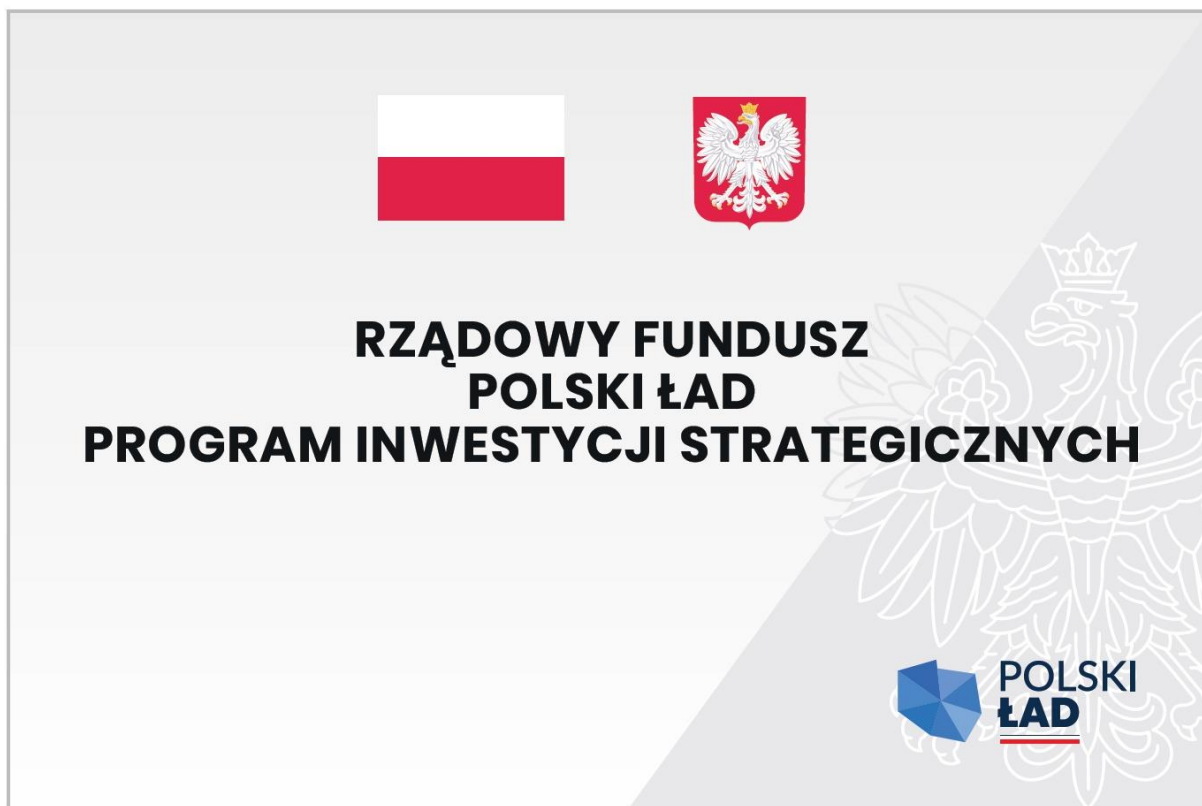 RZĄDOWY FUNDUSZ
POLSKI ŁAD
PROGRAM INWESTYCJI STRATEGICZNYCH
POLSKI
ŁAD